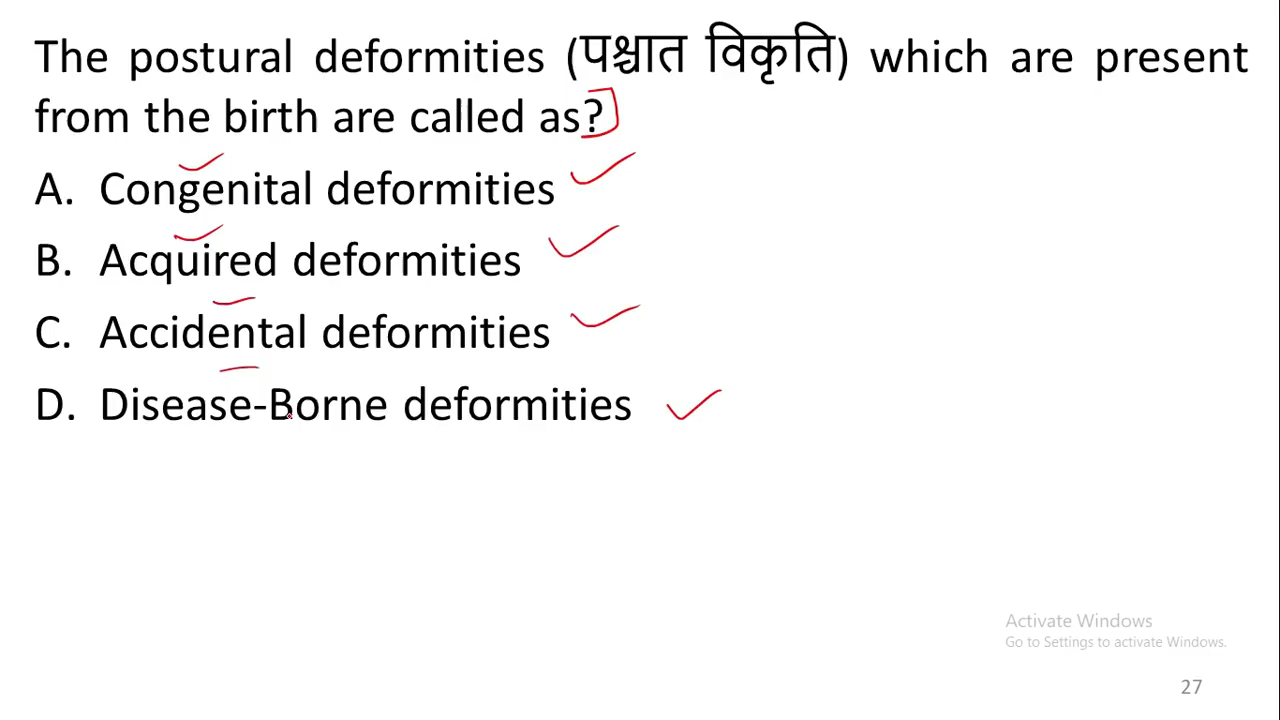 The postural deformities (पश्चात विकृति) which are present
from the birth are called as?
A. Congenital deformities
B. Acquired deformities
C. Accidental deformities
D. Disease-Borne deformities
Activate Windows
Go to Settings to activate Windows.
27